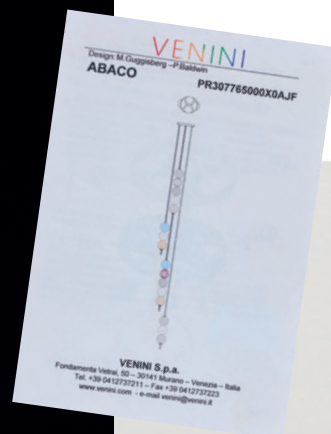 VENINI
Design: M.Guggisberg –P.Baldwin
ABACO
PR307765000X0AJF
VENINI S.p.a.
Fondamenta Vetrai, 50 – 30141 Murano – Venezia – Italia
Tel. +39 0412737211 – Fax +39 0412737223
www.venini.com - e-mail venini@venini.it